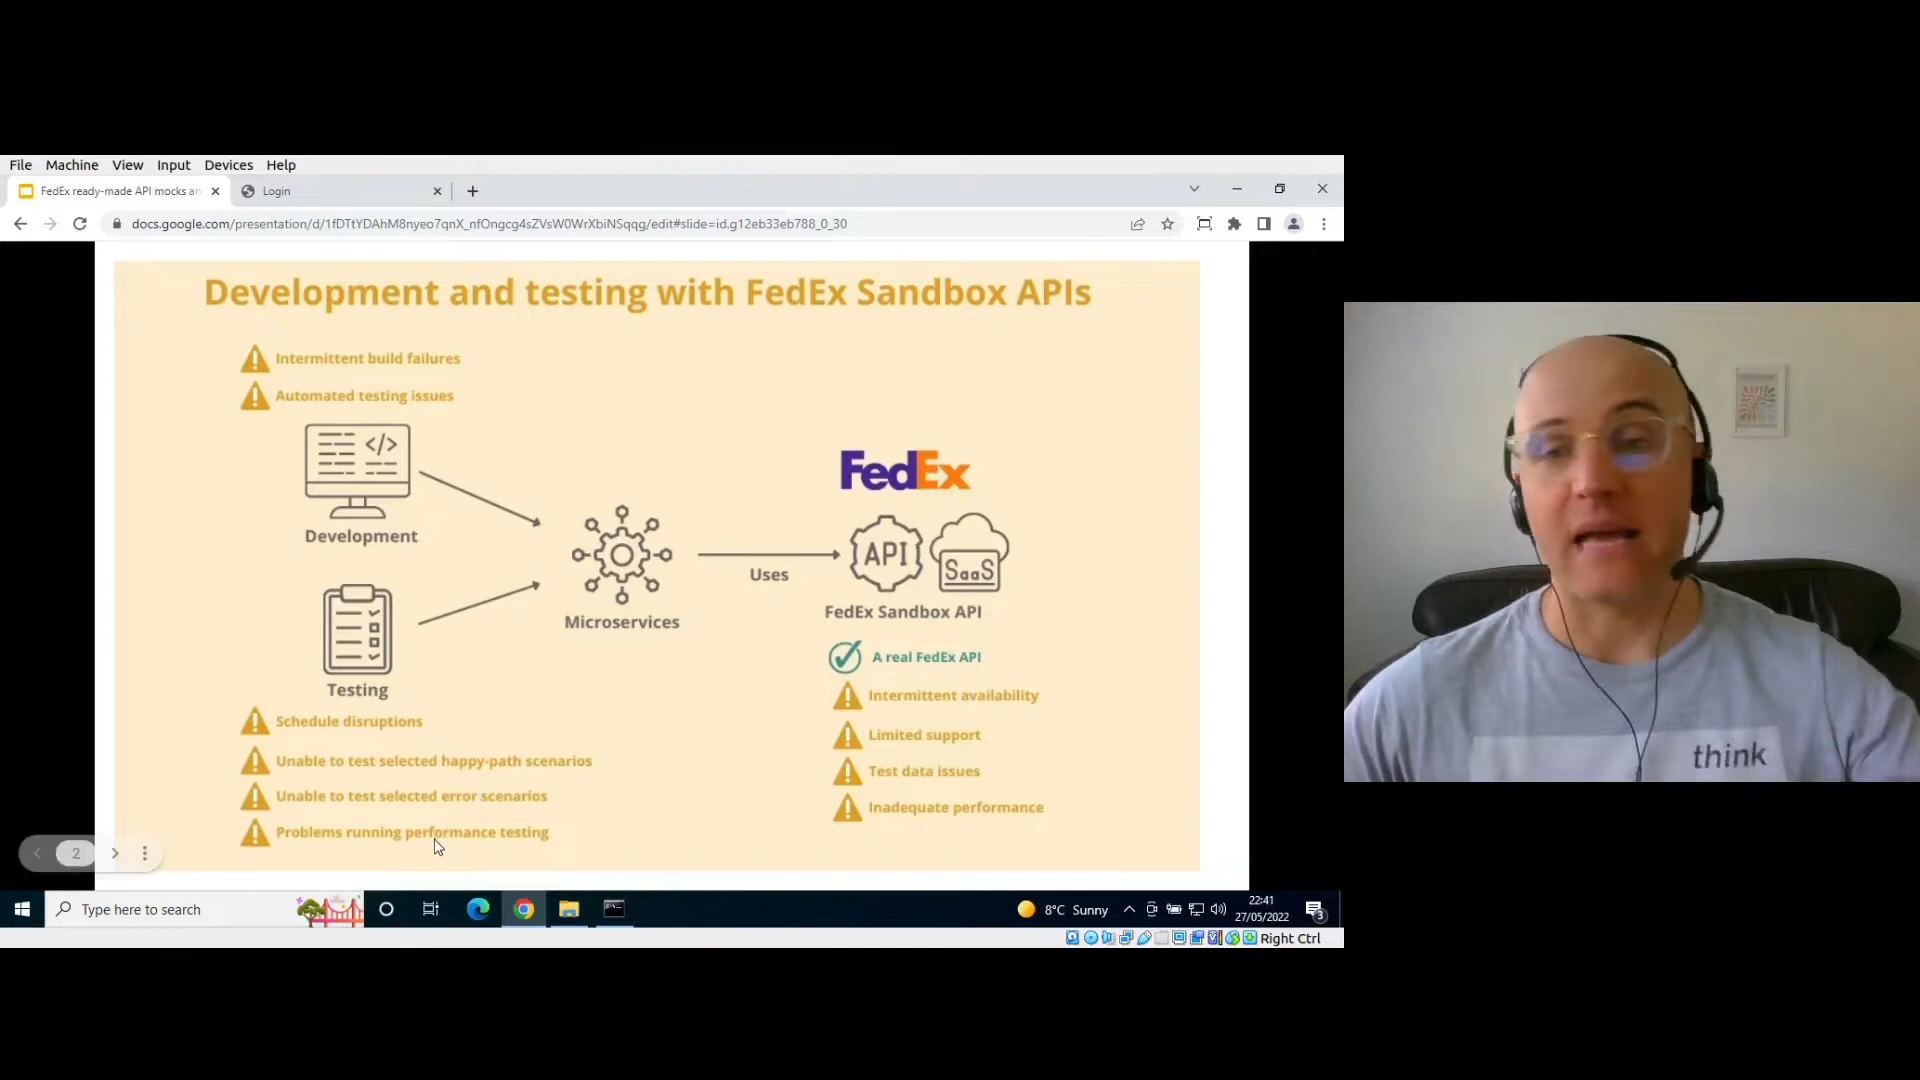 File Machine View Input Devices Help
FedEx ready-made API mocks an
Login
docs.google.com/presentation/d/1fDTtYDAhM8nyeo7qnX_nfOngcg4sZVsW0WrXbiNSqqg/edit#slide=id.g12eb33eb788_0_30
Development and testing with FedEx Sandbox APIs
Intermittent build failures
Automated testing issues
Development
Testing
Schedule disruptions
Unable to test selected happy-path scenarios
Unable to test selected error scenarios
Problems running performance testing
Microservices
Uses
FedEx
API
SaaS
FedEx Sandbox API
A real FedEx API
Intermittent availability
Limited support
Test data issues
Inadequate performance
2
think
Type here to search
8°C Sunny
22:41
27/05/2022
3
Right Ctrl